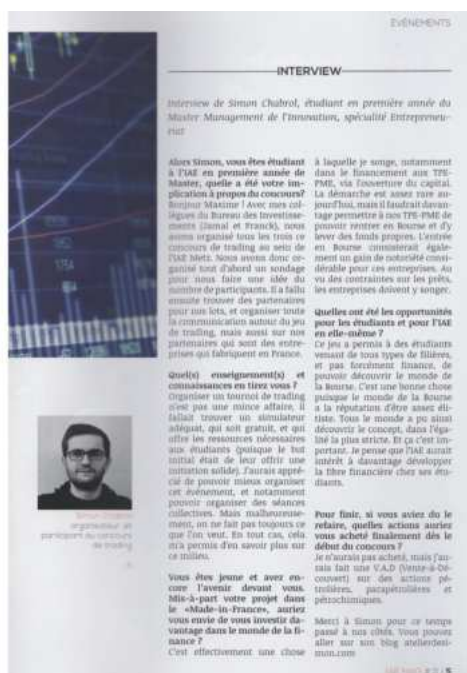 ÉVÉNEMENTS
INTERVIEW
Interview de Simon Chabrol, étudiant en première année du
Master Management de l'Innovation, spécialité Entrepreneu-
riat
Alors Simon, vous êtes étudiant
à l'IAE en première année de
Master, quelle a été votre im-
plication à propos du concours?
Bonjour Maxime ! Avec mes col-
lègues du Bureau des Investisse-
ments (Jamal et Franck), nous
avons organisé tous les trois ce
concours de trading au sein de
l'IAE Metz. Nous avons donc or-
ganisé tout d'abord un sondage
pour nous faire une idée du
nombre de participants. Il a fallu
ensuite trouver des partenaires
pour nos lots, et organiser toute
la communication autour du jeu
de trading, mais aussi sur nos
partenaires qui sont des entre-
prises qui fabriquent en France.
Quel(s) enseignement(s) et
connaissances en tirez vous ?
Organiser un tournoi de trading
n'est pas une mince affaire, il
fallait trouver un simulateur
adéquat, qui soit gratuit, et qui
offre les ressources nécessaires
aux étudiants (puisque le but
initial était de leur offrir une
initiation solide). J'aurais appré-
cié de pouvoir mieux organiser
cet évènement, et notamment
pouvoir organiser des séances
collectives. Mais malheureuse-
ment, on ne fait pas toujours ce
que l'on veut. En tout cas, cela
m'a permis d'en savoir plus sur
ce milieu.
Vous êtes jeune et avez en-
core l'avenir devant vous.
Mis-à-part votre projet dans
le «Made-in-France», auriez
vous envie de vous investir da-
vantage dans le monde de la fi-
nance ?
C'est effectivement une chose
à laquelle je songe, notamment
dans le financement aux TPE-
PME, via l'ouverture du capital.
La démarche est assez rare au-
jourd'hui, mais il faudrait davan-
tage permettre à nos TPE-PME de
pouvoir rentrer en Bourse et d'y
lever des fonds propres. L'entrée
en Bourse consisterait égale-
ment un gain de notoriété consi-
dérable pour ces entreprises. Au
vu des contraintes sur les prêts,
les entreprises doivent y songer.
Quelles ont été les opportunités
pour les étudiants et pour l'IAE
en elle-même ?
Ce jeu a permis à des étudiants
venant de tous types de filières,
et pas forcément finance, de
pouvoir découvrir le monde de
la Bourse. C'est une bonne chose
puisque le monde de la Bourse
a la réputation d'être assez éli-
tiste. Tout le monde a pu ainsi
découvrir le concept, dans l'éga-
lité la plus stricte. Et ça c'est im-
portant. Je pense que l'IAE aurait
intérêt à davantage développer
la fibre financière chez ses étu-
diants.
Pour finir, si vous aviez du le
refaire, quelles actions auriez
vous acheté finalement dès le
début du concours ?
Je n'aurais pas acheté, mais j'au-
rais fait une V.A.D (Vente-à-Dé-
couvert) sur des actions pé-
trolières, parapétrolières et
pétrochimiques.
Merci à Simon pour ce temps
passé à nos côtés. Vous pouvez
aller sur son blog atelierdesi-
mon.com
Simon Chabrol
organisateur et
participant au concours
de trading